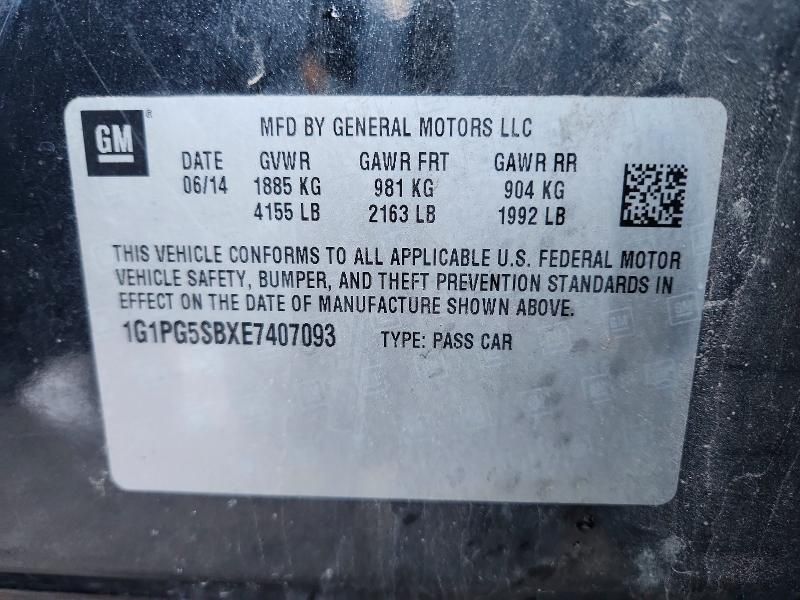 GM
MFD BY GENERAL MOTORS LLC
DATE GVWR GAWR FRT GAWR RR
06/14 1885 KG 981 KG 904 KG
4155 LB 2163 LB 1992 LB
THIS VEHICLE CONFORMS TO ALL APPLICABLE U.S. FEDERAL MOTOR
VEHICLE SAFETY, BUMPER, AND THEFT PREVENTION STANDARDS IN
EFFECT ON THE DATE OF MANUFACTURE SHOWN ABOVE.
1G1PG5SBXE7407093 TYPE: PASS CAR